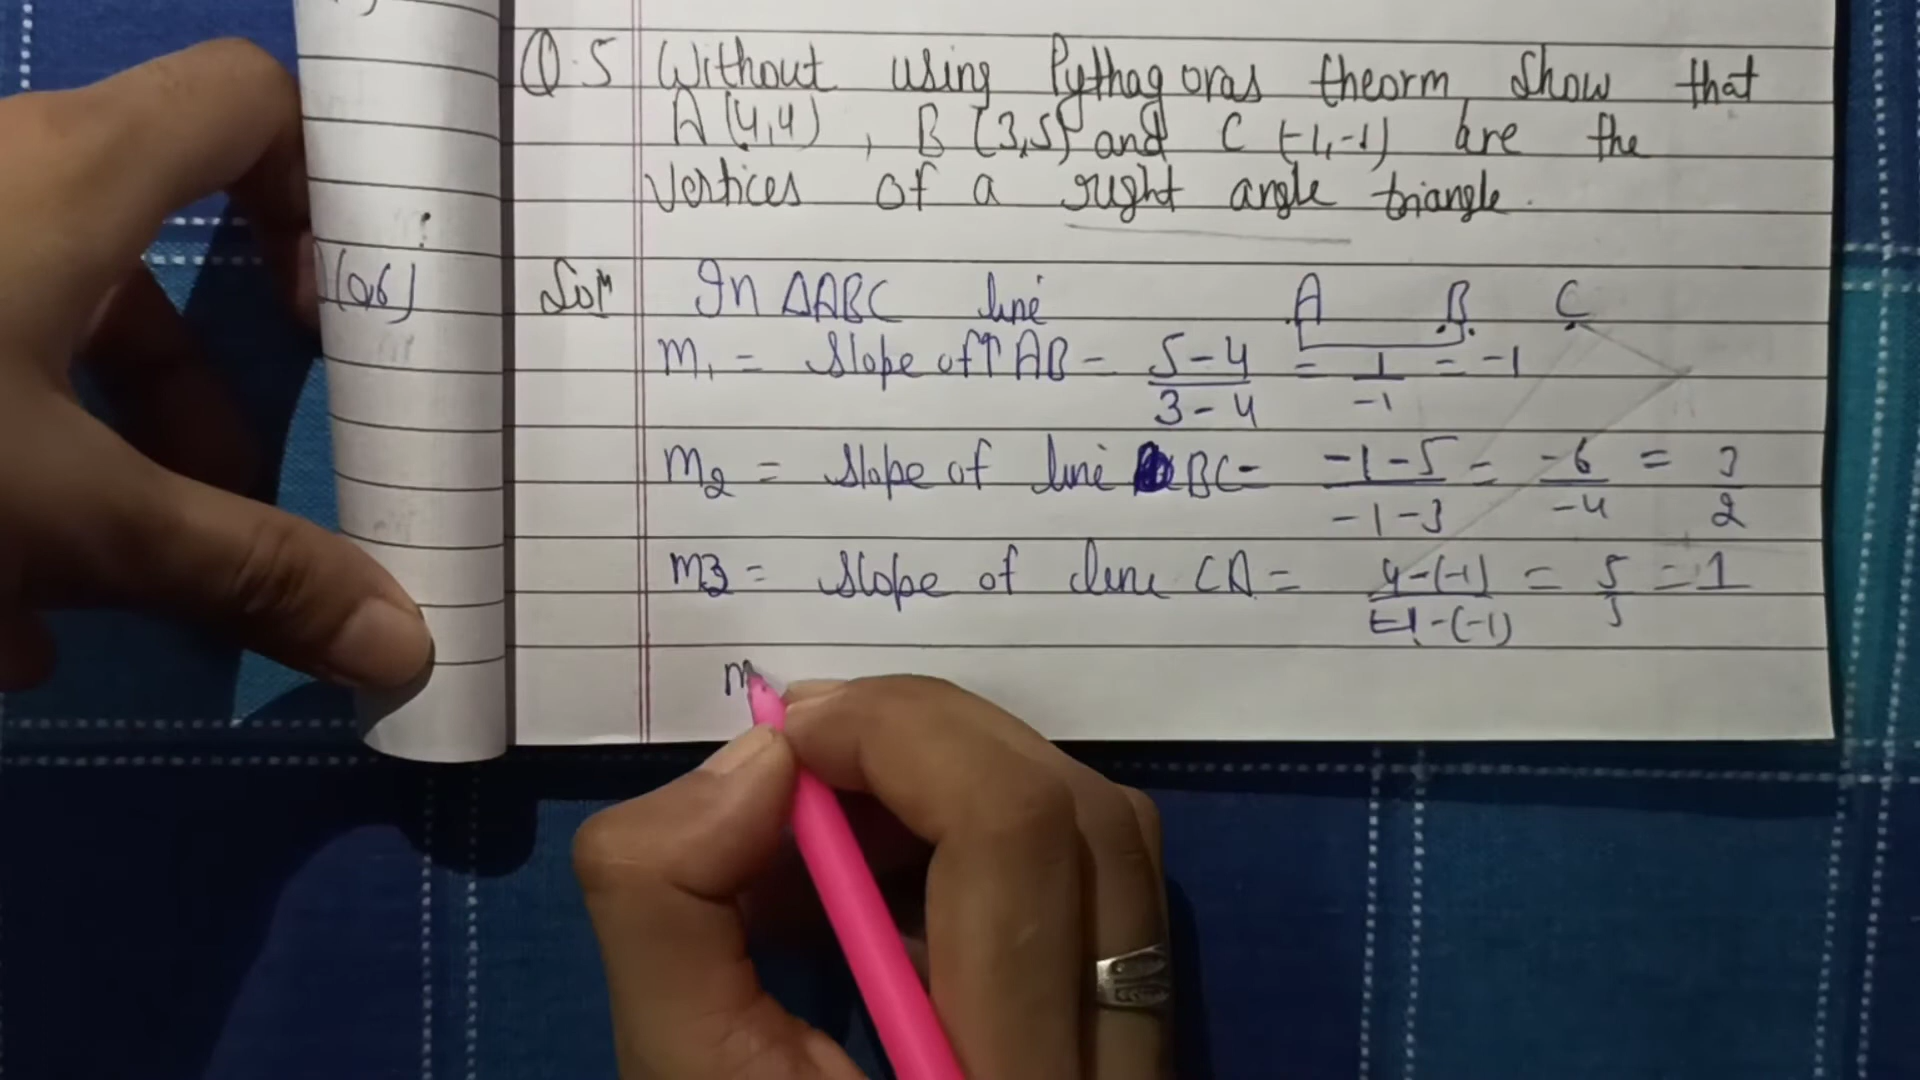 Q.5 Without using Pythagoras theorm, Show that
A (4,4) , B (3,5) and C (-1,-1) are the
vertices of a right angle triangle.
(Q6)
Solⁿ In ΔABC line A B C
m₁ = Slope of ↑ AB = 5-4/3-4 = 1/-1 = -1
m₂ = Slope of line BC = -1-5/-1-3 = -6/-4 = 3/2
m3 = Slope of line CA = 4-(-1)/4-(-1) = 5/5 = 1
m